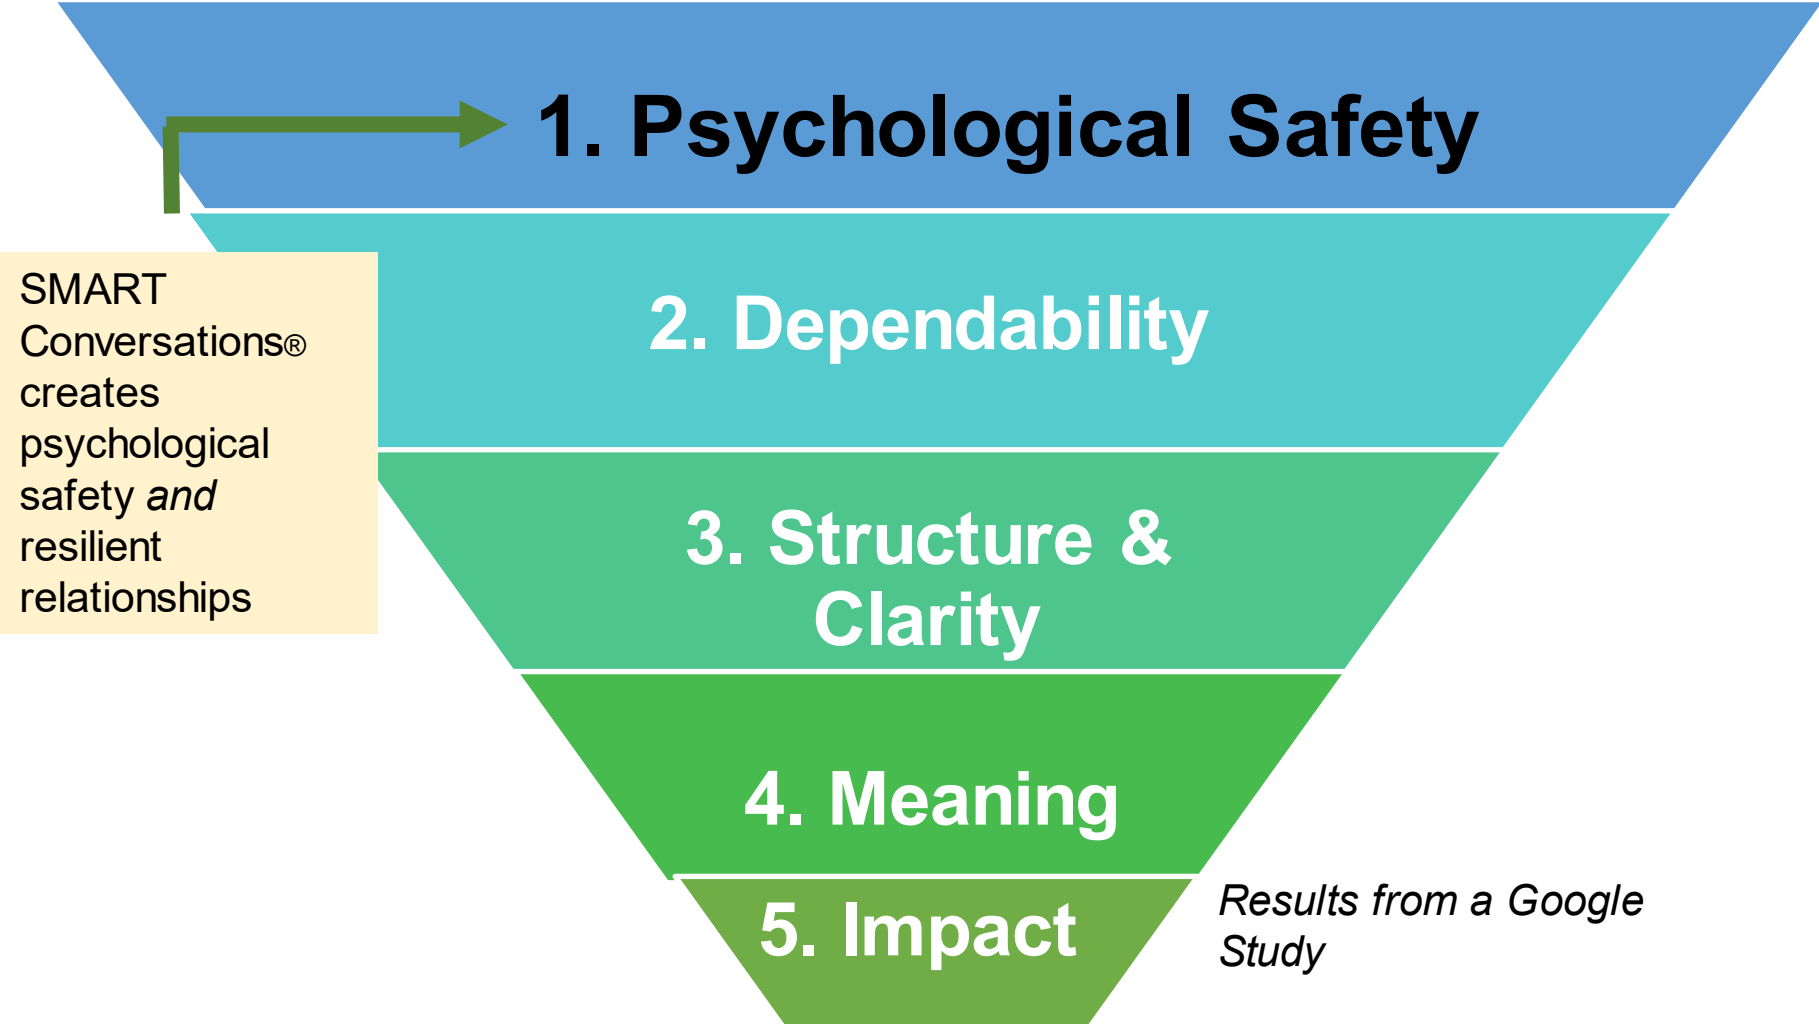 1. Psychological Safety
2. Dependability
SMART
Conversations®
creates
psychological
safety and
resilient
relationships
3. Structure &
Clarity
4. Meaning
5. Impact
Results from a Google
Study